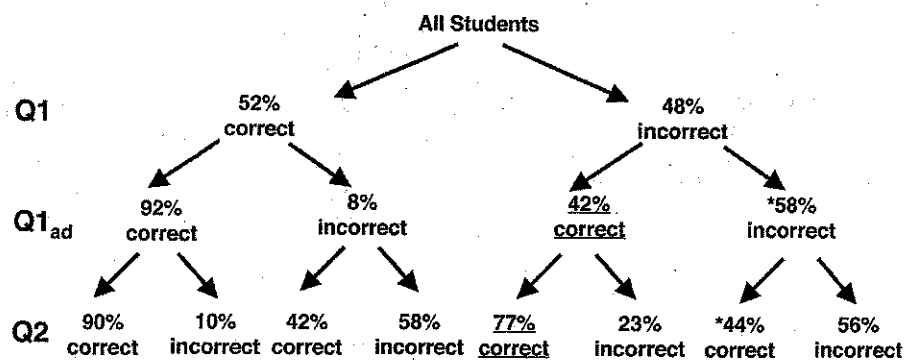 All Students
Q1 52% 48%
correct incorrect
Q1ad 92% 8% 42% *58%
correct incorrect correct incorrect
Q2 90% 10% 42% 58% 77% 23% *44% 56%
correct incorrect correct incorrect correct incorrect correct incorrect